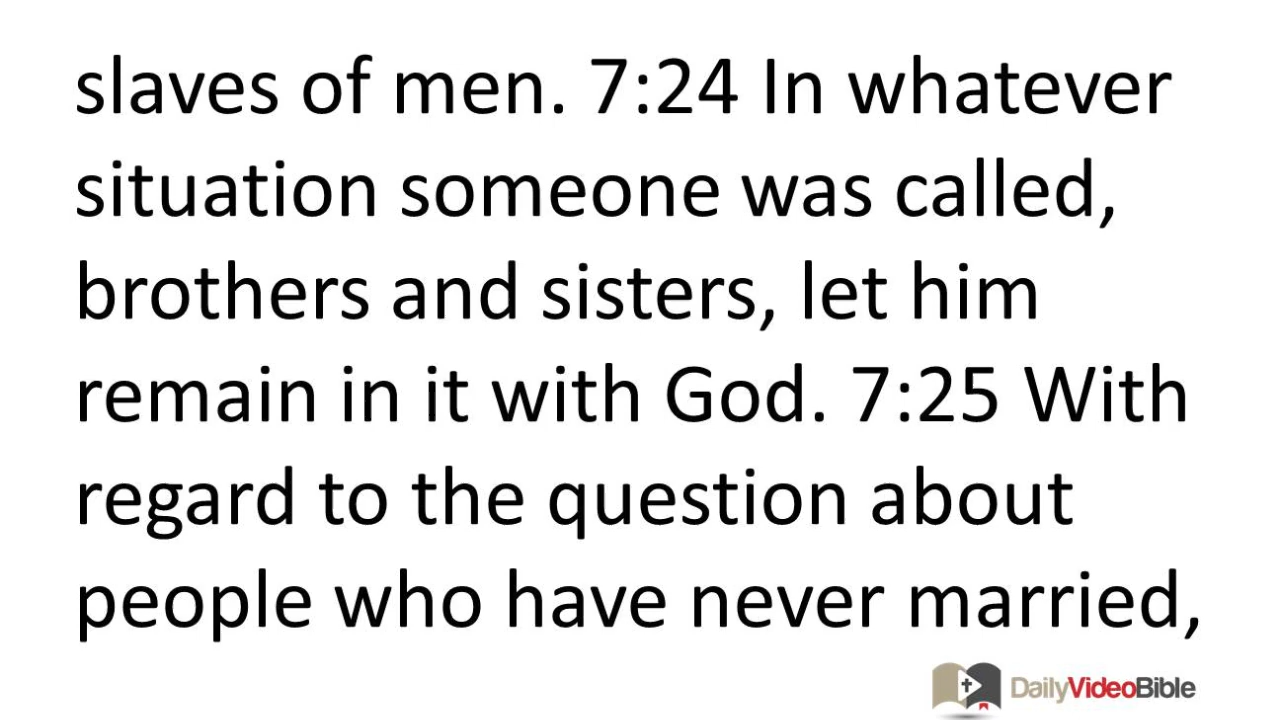 slaves of men. 7:24 In whatever
situation someone was called,
brothers and sisters, let him
remain in it with God. 7:25 With
regard to the question about
people who have never married,
DailyVideoBible